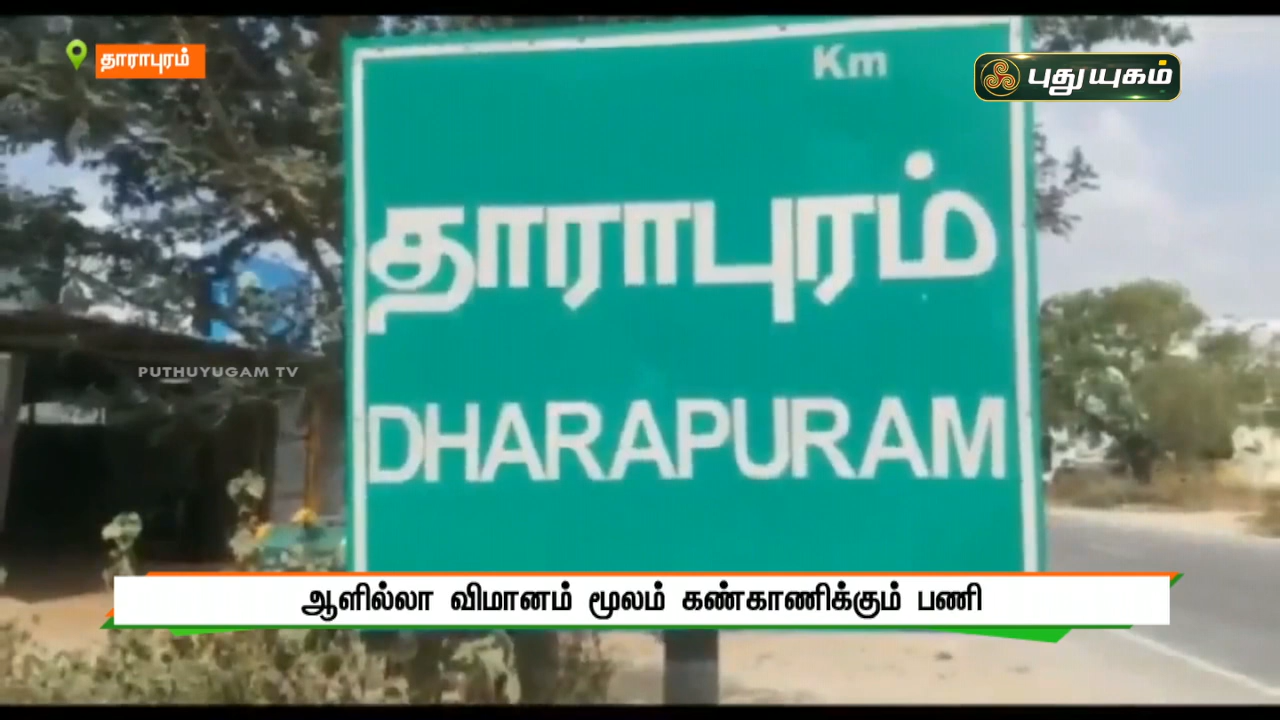 தாராபுரம்
புதுயுகம்
Km
தாராபுரம்
PUTHUYUGAM TV
DHARAPURAM
ஆளில்லா விமானம் மூலம் கண்காணிக்கும் பணி